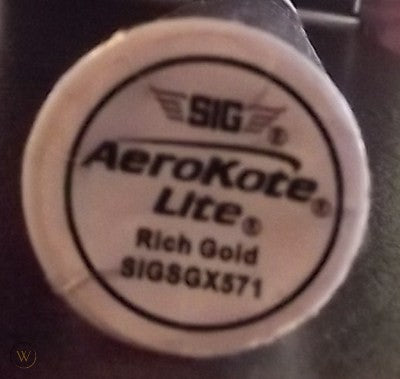 SIG®
AeroKote®
Lite®
Rich Gold
SIGSGX571
W